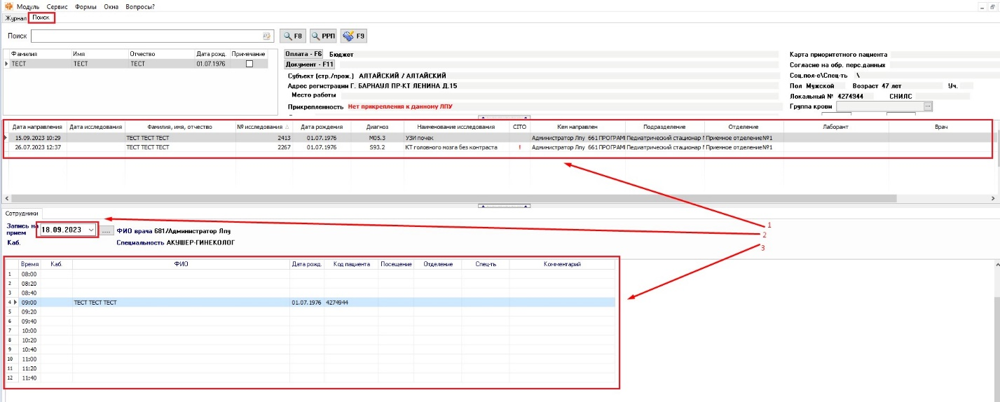 Модуль Сервис Формы Окна Вопросы?
Журнал Поиск
Поиск F8 РРП F9
Фамилия Имя Отчество Дата рожд. Примечание
ТЕСТ ТЕСТ ТЕСТ 01.07.1976
Оплата - F6 Бюджет
Документ - F11
Субъект (стр./прож.) АЛТАЙСКИЙ / АЛТАЙСКИЙ
Адрес регистрации Г. БАРНАУЛ ПР-КТ ЛЕНИНА Д.15
Место работы
Прикрепленность Нет прикрепления к данному ЛПУ
Карта приоритетного пациента
Согласие на обр. перс.данных
Соц.пол-е\Спец-ть \
Пол Мужской Возраст 47 лет Уч.
Локальный № 4274944 СНИЛС
Группа крови ...
Дата направления Дата исследования Фамилия, имя, отчество № исследования Дата рождения Диагноз Наименование исследования CITO Кем направлен Подразделение Отделение Лаборант Врач
15.09.2023 10:29 ТЕСТ ТЕСТ ТЕСТ 2413 01.07.1976 M05.3 УЗИ почек Администратор Лпу 661 ПРОГРАМ Педиатрический стационар Приемное отделение№1
26.07.2023 12:37 ТЕСТ ТЕСТ ТЕСТ 2267 01.07.1976 S93.2 КТ головного мозга без контраста ! Администратор Лпу 661 ПРОГРАМ Педиатрический стационар Приемное отделение№1
Сотрудники
Запись на прием 18.09.2023 .... ФИО врача 681/Администратор Лпу
Каб. Специальность АКУШЕР-ГИНЕКОЛОГ
1
2
3
Время Каб. ФИО Дата рожд. Код пациента Посещение Отделение Спец-ть Комментарий
1 08:00
2 08:20
3 08:40
4 09:00 ТЕСТ ТЕСТ ТЕСТ 01.07.1976 4274944
5 09:20
6 09:40
7 10:00
8 10:20
9 10:40
10 11:00
11 11:20
12 11:40